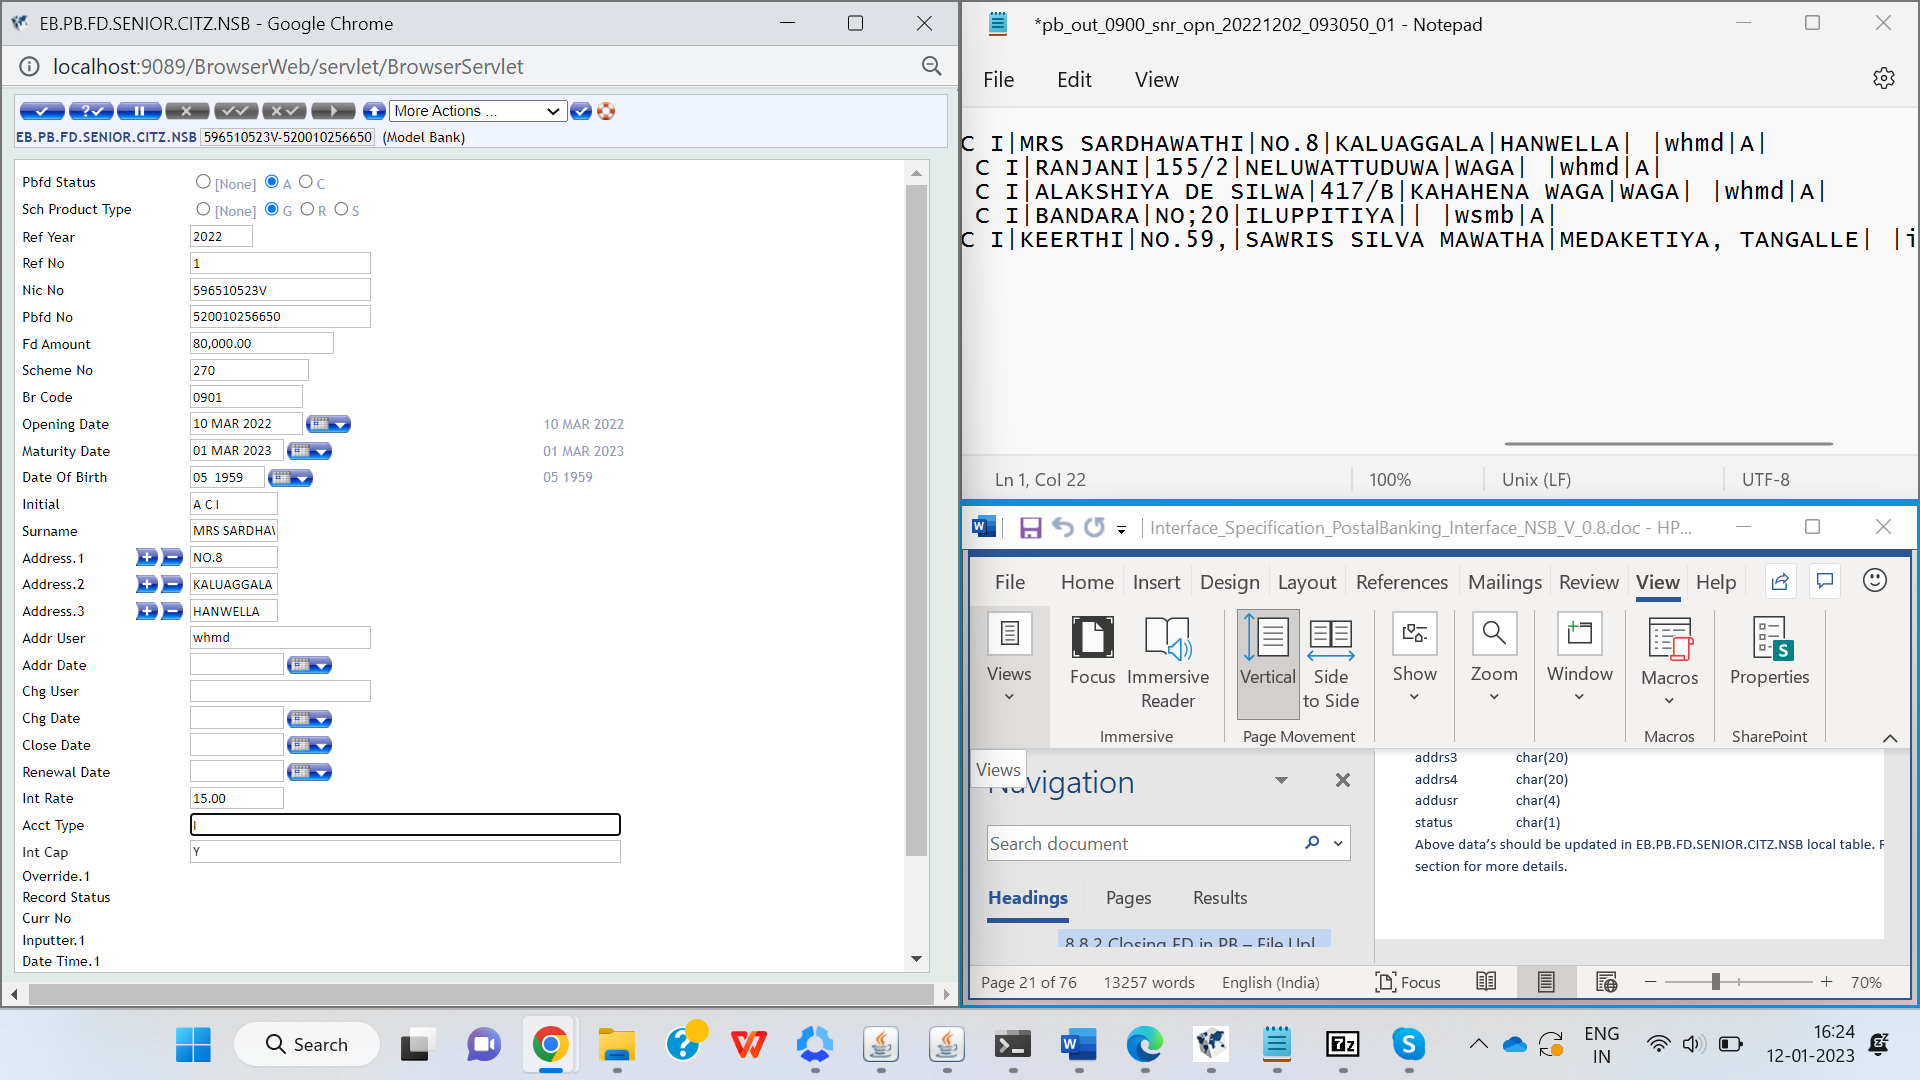 EB.PB.FD.SENIOR.CITZ.NSB - Google Chrome
localhost:9089/BrowserWeb/servlet/BrowserServlet
More Actions ...
EB.PB.FD.SENIOR.CITZ.NSB 596510523V-520010256650 (Model Bank)
Pbfd Status [None] A C
Sch Product Type [None] G R S
Ref Year 2022
Ref No 1
Nic No 596510523V
Pbfd No 520010256650
Fd Amount 80,000.00
Scheme No 270
Br Code 0901
Opening Date 10 MAR 2022 10 MAR 2022
Maturity Date 01 MAR 2023 01 MAR 2023
Date Of Birth 05 1959 05 1959
Initial A C I
Surname MRS SARDHAW
Address.1 NO.8
Address.2 KALUAGGALA
Address.3 HANWELLA
Addr User whmd
Addr Date
Chg User
Chg Date
Close Date
Renewal Date
Int Rate 15.00
Acct Type I
Int Cap Y
Override.1
Record Status
Curr No
Inputter.1
Date Time.1
*pb_out_0900_snr_opn_20221202_093050_01 - Notepad
File Edit View
C I|MRS SARDHAWATHI|NO.8|KALUAGGALA|HANWELLA| |whmd|A|
C I|RANJANI|155/2|NELUWATTUDUWA|WAGA| |whmd|A|
C I|ALAKSHIYA DE SILWA|417/B|KAHAHENA WAGA|WAGA| |whmd|A|
C I|BANDARA|NO;20|ILUPPITIYA|| |wsmb|A|
C I|KEERTHI|NO.59,|SAWRIS SILVA MAWATHA|MEDAKETIYA, TANGALLE| |i
Ln 1, Col 22 100% Unix (LF) UTF-8
Interface_Specification_PostalBanking_Interface_NSB_V_0.8.doc - HP...
File Home Insert Design Layout References Mailings Review View Help
Views Focus Immersive Reader Vertical Side to Side Show Zoom Window Macros Properties
Immersive Page Movement Macros SharePoint
Views
Navigation
Search document
Headings Pages Results
8.8.2 Closing FD in PB – File Upl
addrs3 char(20)
addrs4 char(20)
addusr char(4)
status char(1)
Above data's should be updated in EB.PB.FD.SENIOR.CITZ.NSB local table.
section for more details.
Page 21 of 76 13257 words English (India) Focus 70%
Search
7z
ENG
IN
16:24
12-01-2023